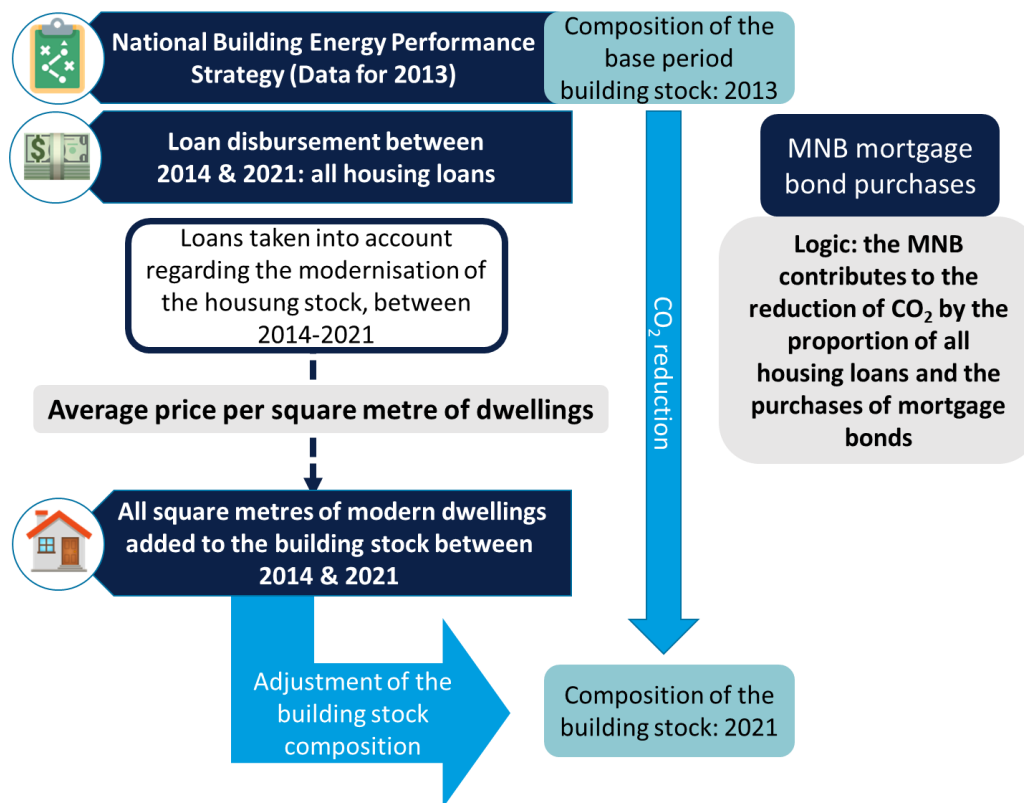 National Building Energy Performance
Strategy (Data for 2013)
Composition of the
base period
building stock: 2013
Loan disbursement between
2014 & 2021: all housing loans
MNB mortgage
bond purchases
Loans taken into account
regarding the modernisation of
the housung stock, between
2014-2021
Logic: the MNB
contributes to the
reduction of CO₂ by the
proportion of all
housing loans and the
purchases of mortgage
bonds
CO₂ reduction
Average price per square metre of dwellings
All square metres of modern dwellings
added to the building stock between
2014 & 2021
Adjustment of the
building stock
composition
Composition of the
building stock: 2021